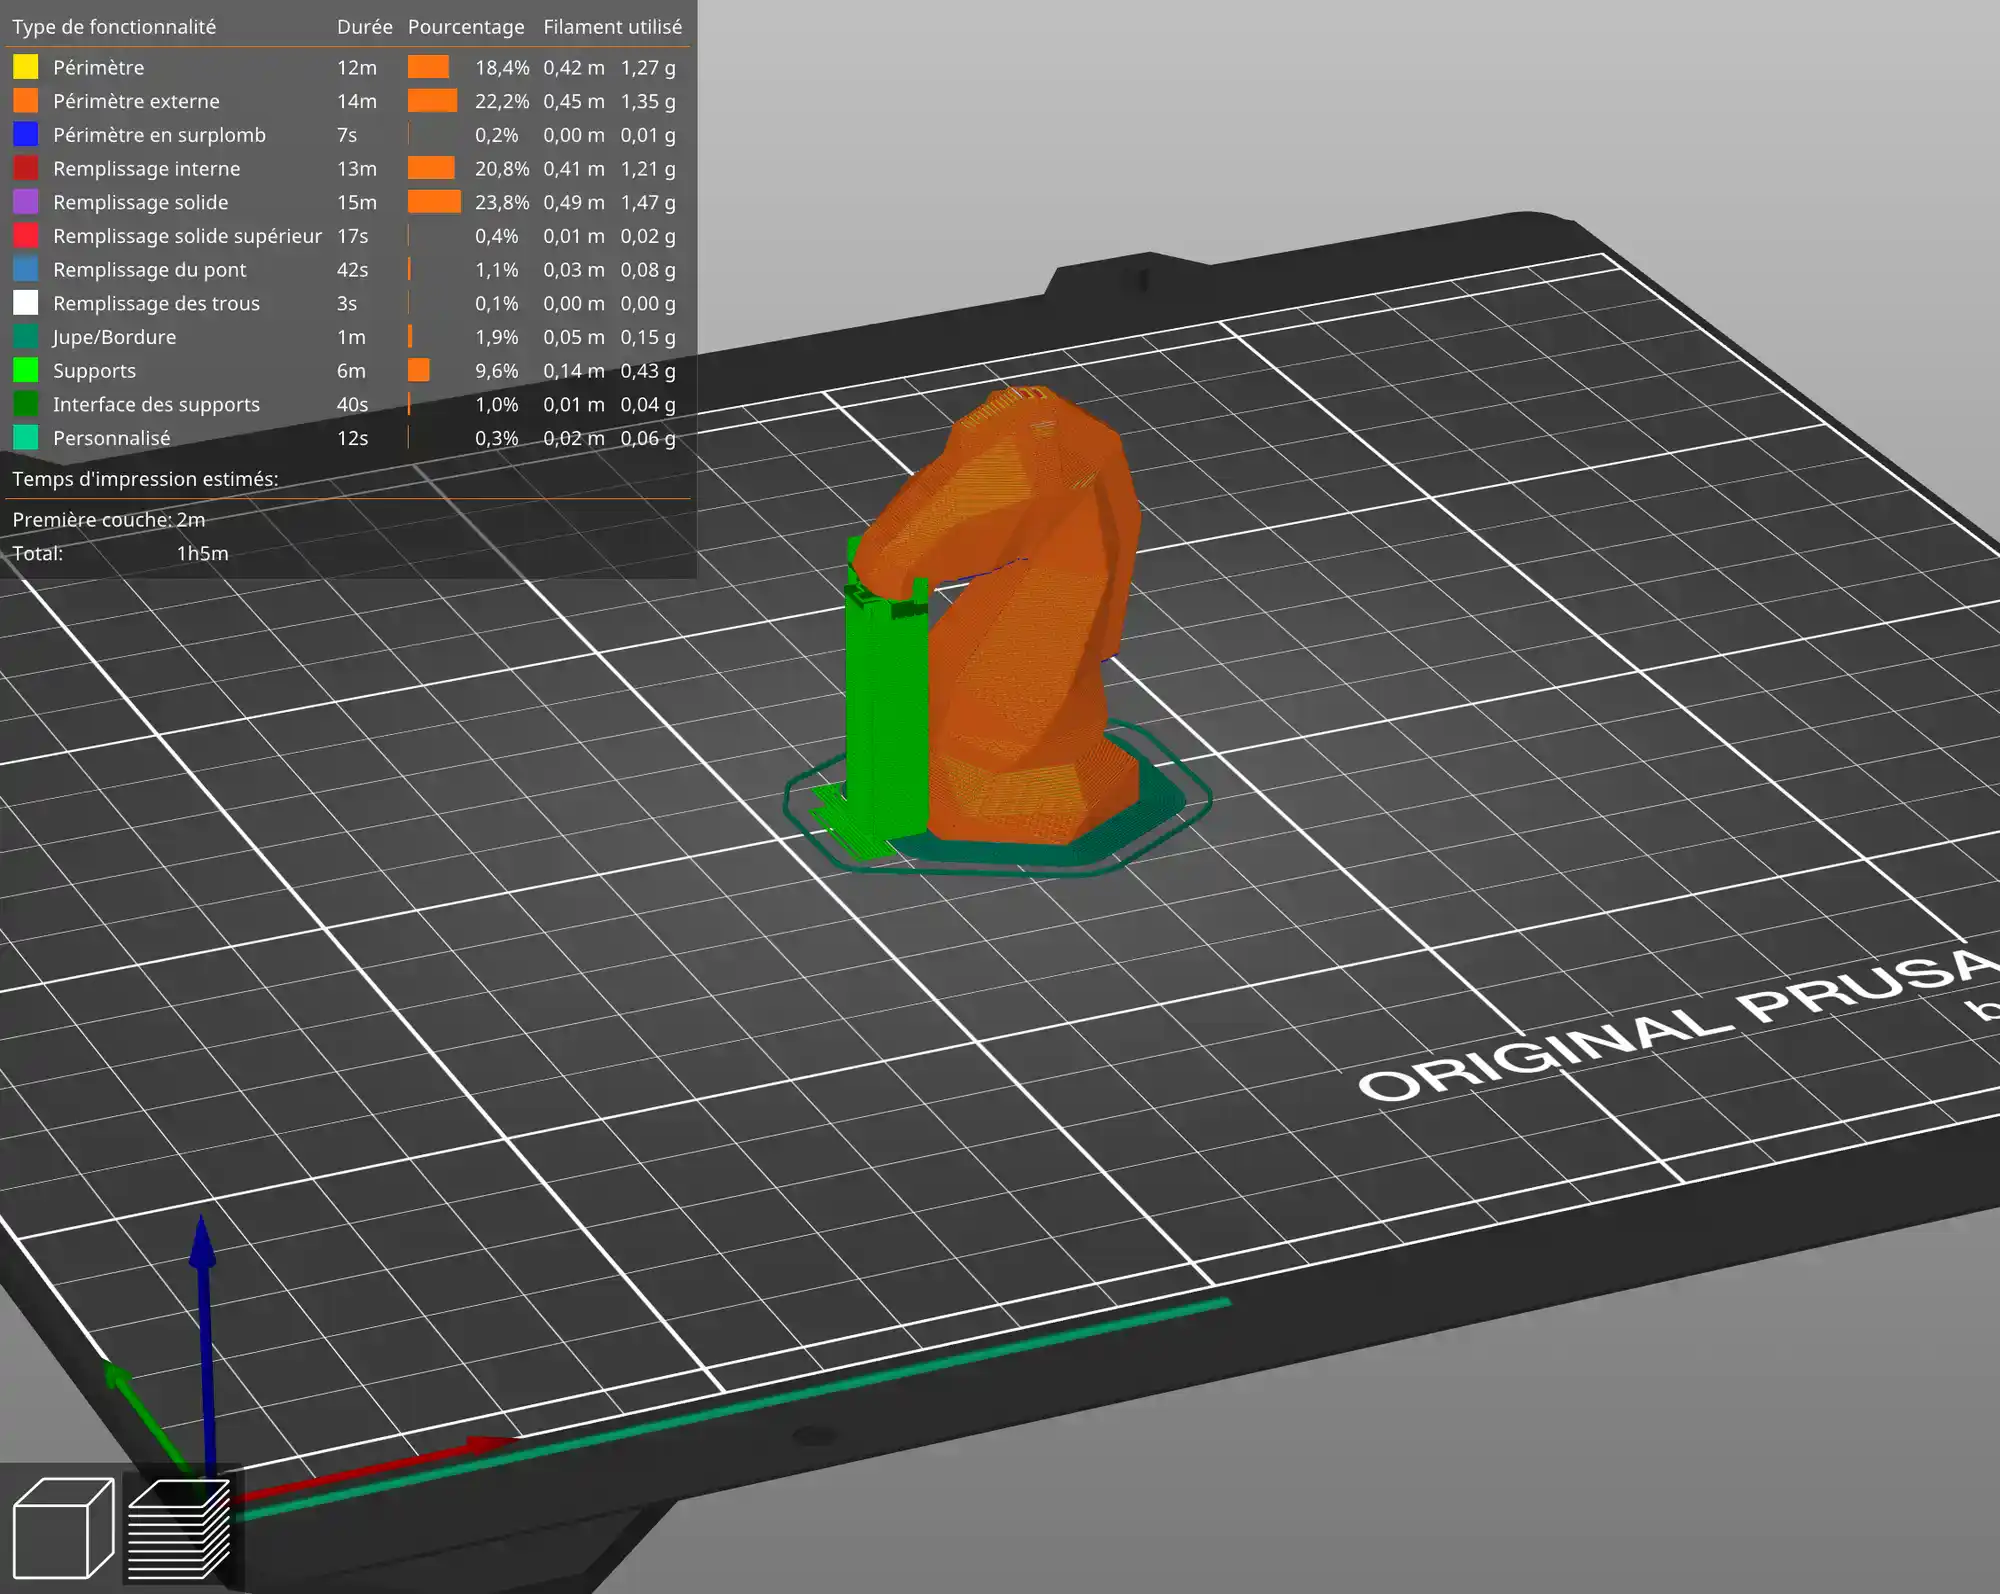 Type de fonctionnalité Durée Pourcentage Filament utilisé
Périmètre 12m 18,4% 0,42 m 1,27 g
Périmètre externe 14m 22,2% 0,45 m 1,35 g
Périmètre en surplomb 7s 0,2% 0,00 m 0,01 g
Remplissage interne 13m 20,8% 0,41 m 1,21 g
Remplissage solide 15m 23,8% 0,49 m 1,47 g
Remplissage solide supérieur 17s 0,4% 0,01 m 0,02 g
Remplissage du pont 42s 1,1% 0,03 m 0,08 g
Remplissage des trous 3s 0,1% 0,00 m 0,00 g
Jupe/Bordure 1m 1,9% 0,05 m 0,15 g
Supports 6m 9,6% 0,14 m 0,43 g
Interface des supports 40s 1,0% 0,01 m 0,04 g
Personnalisé 12s 0,3% 0,02 m 0,06 g
Temps d'impression estimés:
Première couche: 2m
Total: 1h5m
ORIGINAL PRUSA